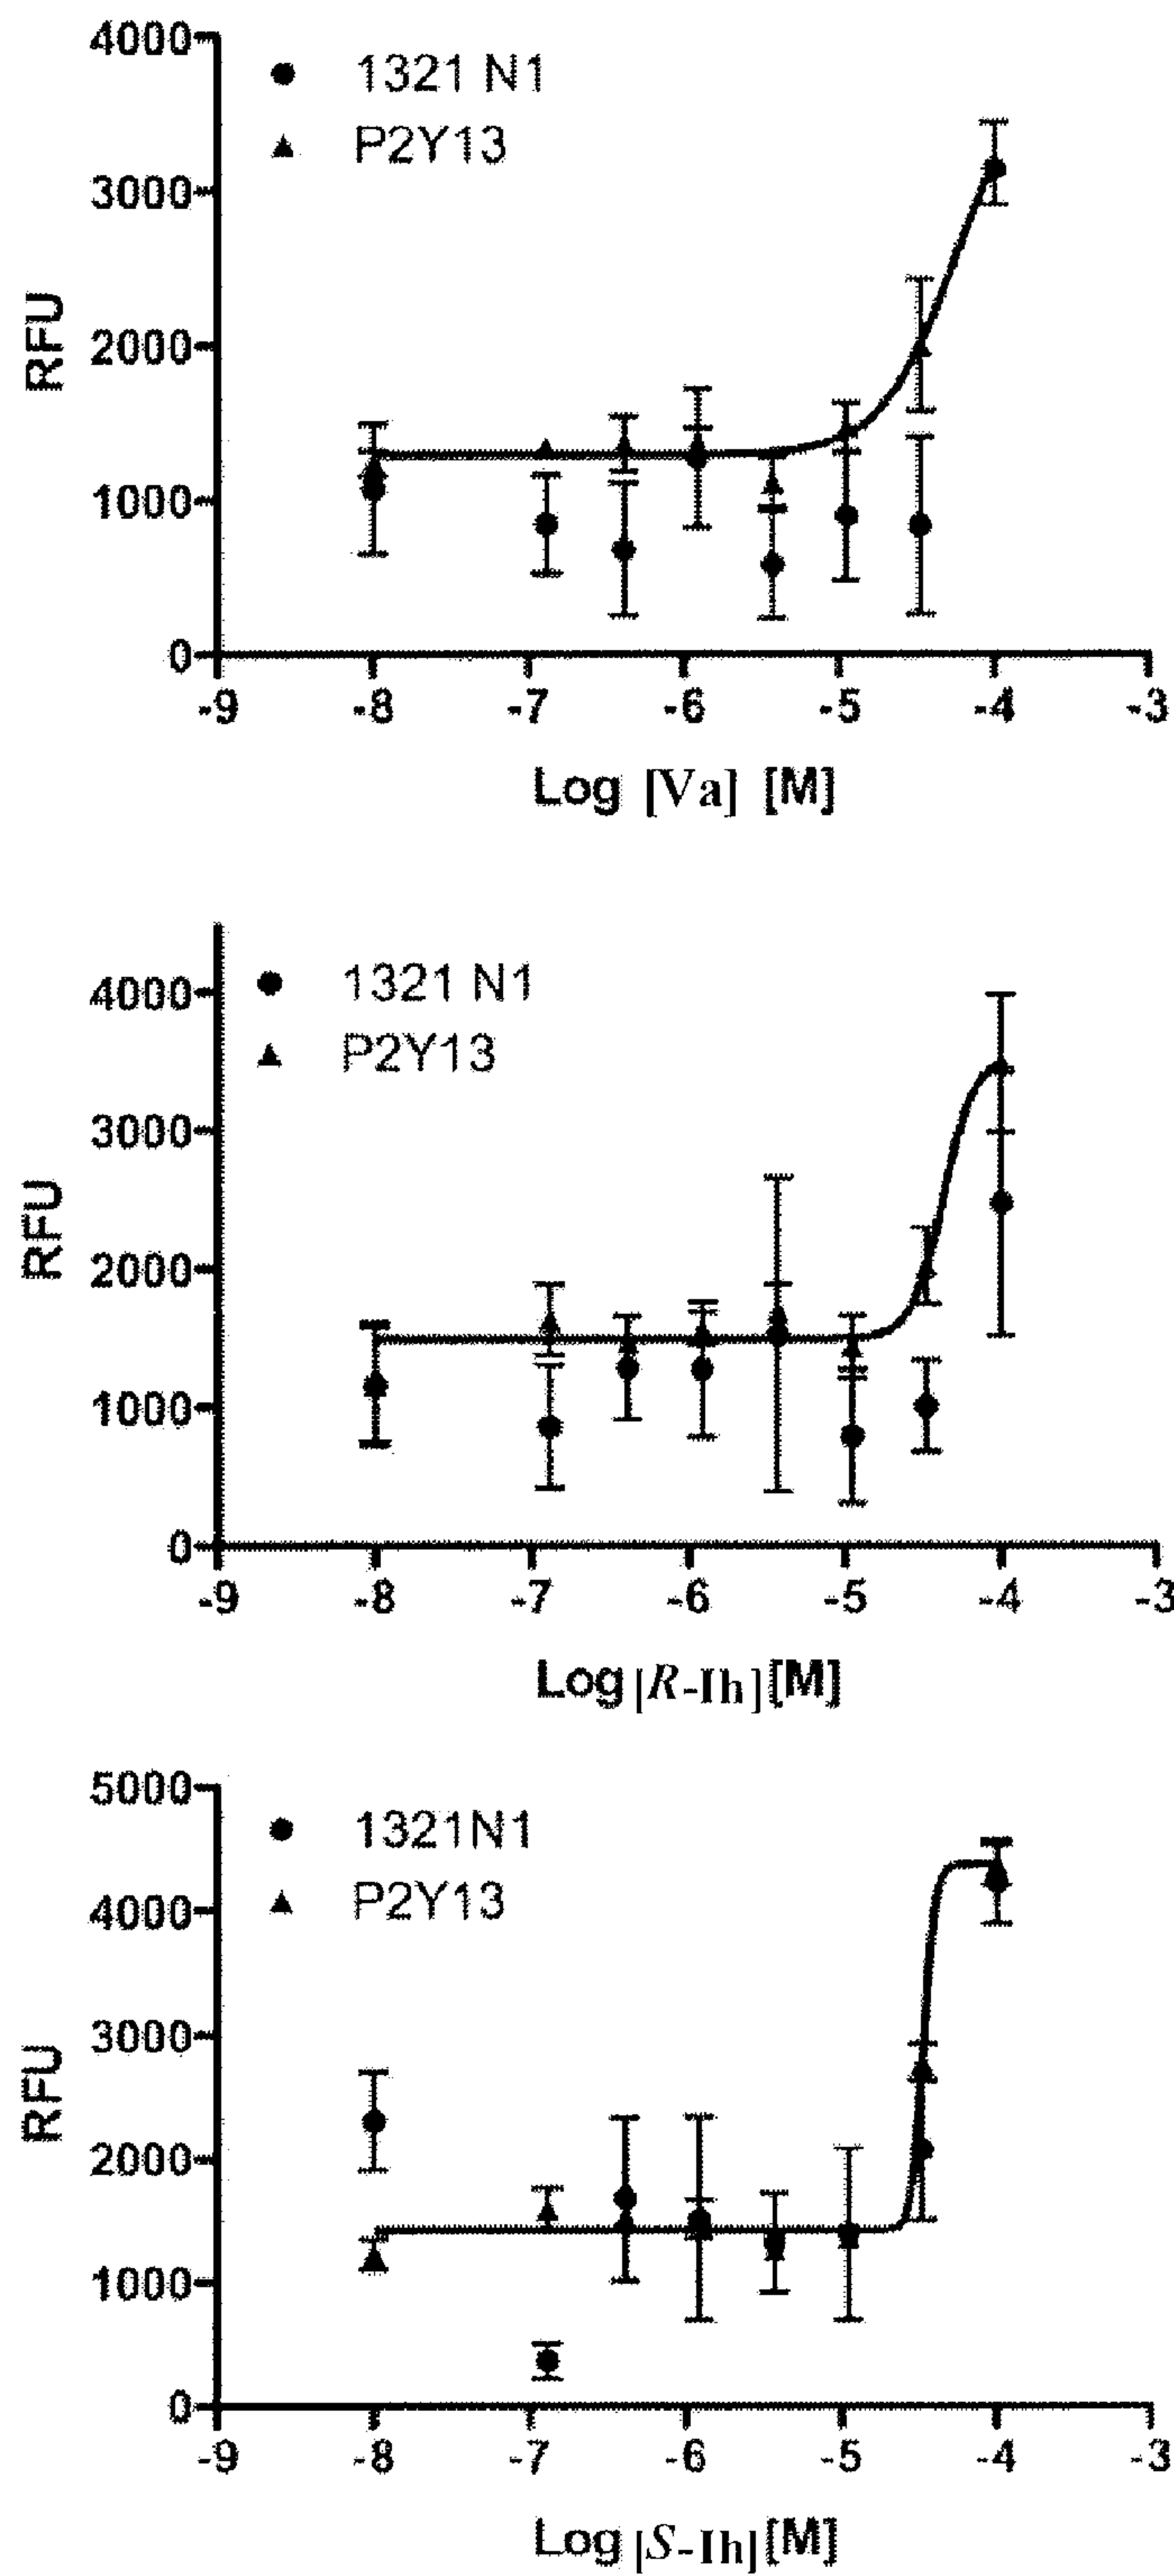 4000
1321 N1
P2Y13
3000
RFU
2000
1000
0
-9 -8 -7 -6 -5 -4 -3
Log [Va] [M]
1321 N1
4000
P2Y13
3000
RFU
2000
1000
0
-9 -8 -7 -6 -5 -4 -3
Log [R-Ih] [M]
5000
1321N1
P2Y13
4000
3000
RFU
2000
1000
0
-9 -8 -7 -6 -5 -4 -3
Log [S-Ih] [M]